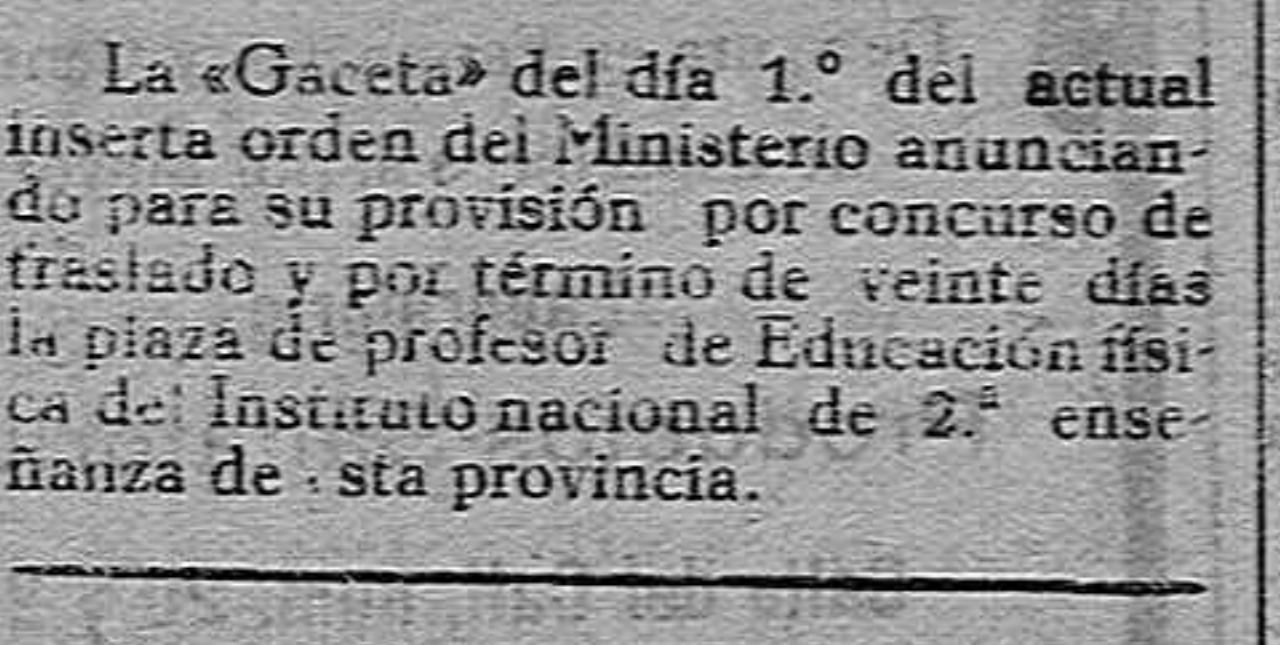 La «Gaceta» del día 1.º del actual
inserta orden del Ministerio anuncian-
do para su provisión por concurso de
traslado y por término de veinte días
la plaza de profesor de Educación físi-
ca del Instituto nacional de 2.ª ense-
ñanza de sta provincia.